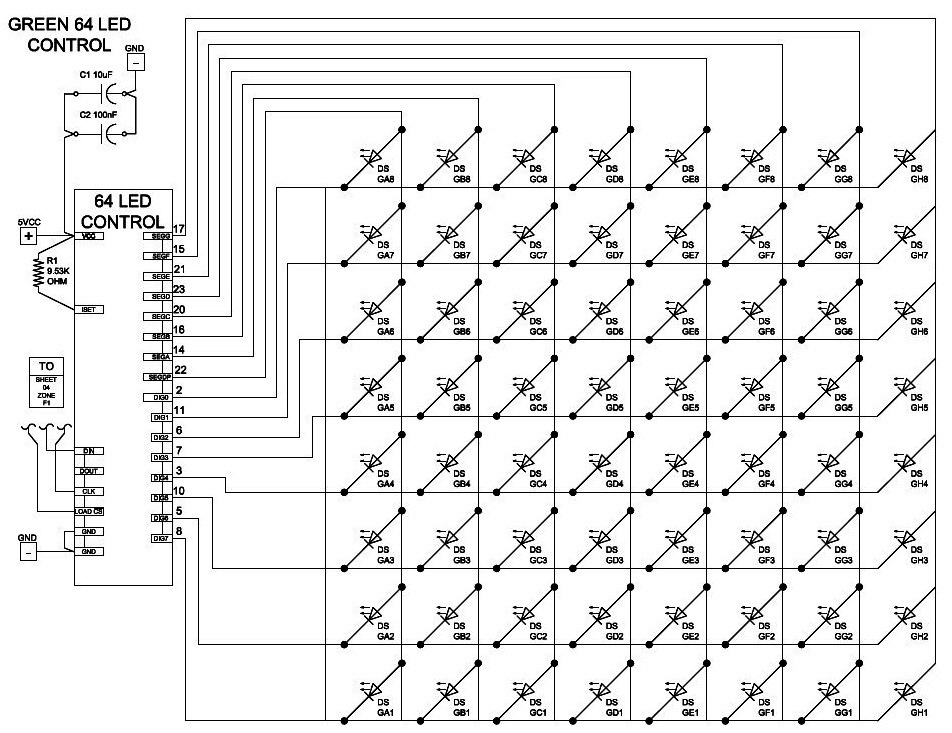 GREEN 64 LED
CONTROL
GND
-
C1 10uF
C2 100nF
64 LED
CONTROL
5VCC
+
VCC
R1
9.53K
OHM
ISET
TO
SHEET
04
ZONE
F1
DIN
DOUT
CLK
LOAD CS
GND
GND
GND
-
SEGG 17
SEGF 15
SEGE 21
SEGD 23
SEGC 20
SEGB 16
SEGA 14
SEGDP 22
DIG0 2
DIG1 11
DIG2 6
DIG3 7
DIG4 3
DIG5 10
DIG6 5
DIG7 8
DS DS DS DS DS DS DS DS
GA8 GB8 GC8 GD8 GE8 GF8 GG8 GH8
DS DS DS DS DS DS DS DS
GA7 GB7 GC7 GD7 GE7 GF7 GG7 GH7
DS DS DS DS DS DS DS DS
GA6 GB6 GC6 GD6 GE6 GF6 GG6 GH6
DS DS DS DS DS DS DS DS
GA5 GB5 GC5 GD5 GE5 GF5 GG5 GH5
DS DS DS DS DS DS DS DS
GA4 GB4 GC4 GD4 GE4 GF4 GG4 GH4
DS DS DS DS DS DS DS DS
GA3 GB3 GC3 GD3 GE3 GF3 GG3 GH3
DS DS DS DS DS DS DS DS
GA2 GB2 GC2 GD2 GE2 GF2 GG2 GH2
DS DS DS DS DS DS DS DS
GA1 GB1 GC1 GD1 GE1 GF1 GG1 GH1